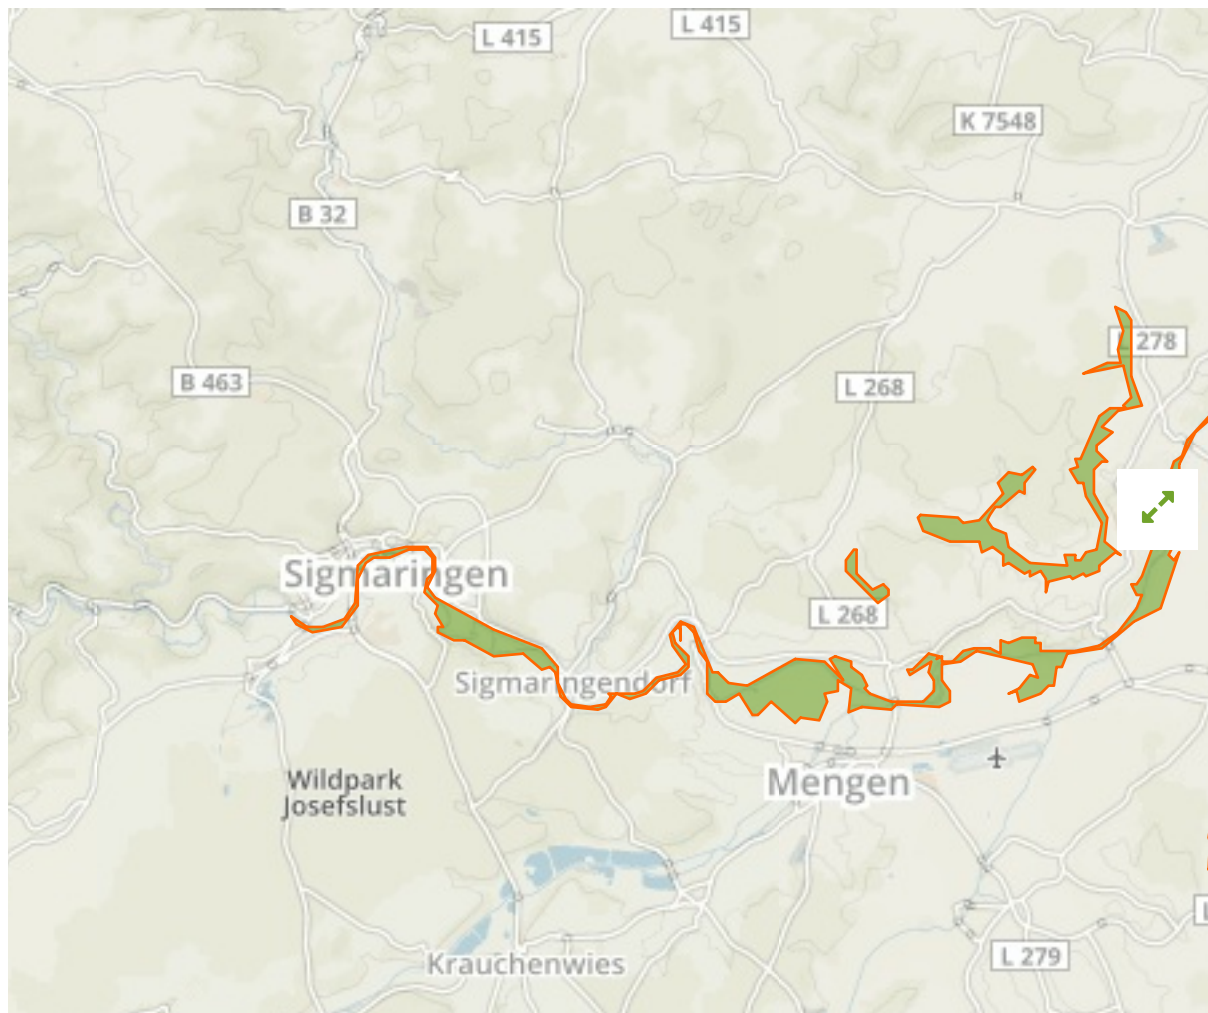 L 415
L 415
K 7548
B 32
L 278
B 463
L 268
Sigmaringen
L 268
Sigmaringendorf
Wildpark
Josefslust
Mengen
L 279
Krauchenwies